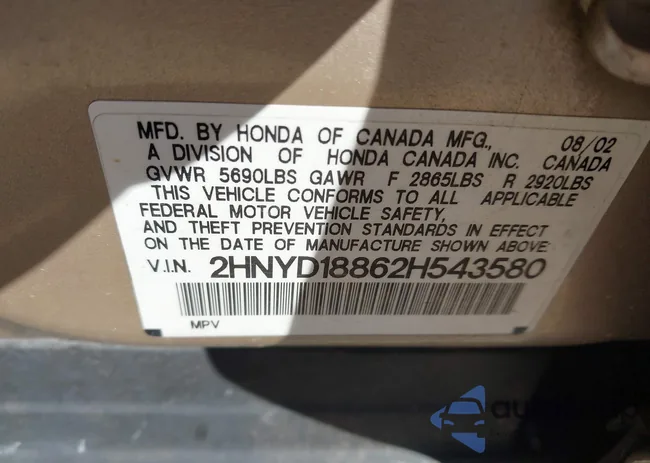 MFD. BY HONDA OF CANADA MFG., 08/02
A DIVISION OF HONDA CANADA INC. CANADA
GVWR 5690LBS GAWR F 2865LBS R 2920LBS
THIS VEHICLE CONFORMS TO ALL APPLICABLE
FEDERAL MOTOR VEHICLE SAFETY,
AND THEFT PREVENTION STANDARDS IN EFFECT
ON THE DATE OF MANUFACTURE SHOWN ABOVE.
V.I.N. 2HNYD18862H543580
MPV